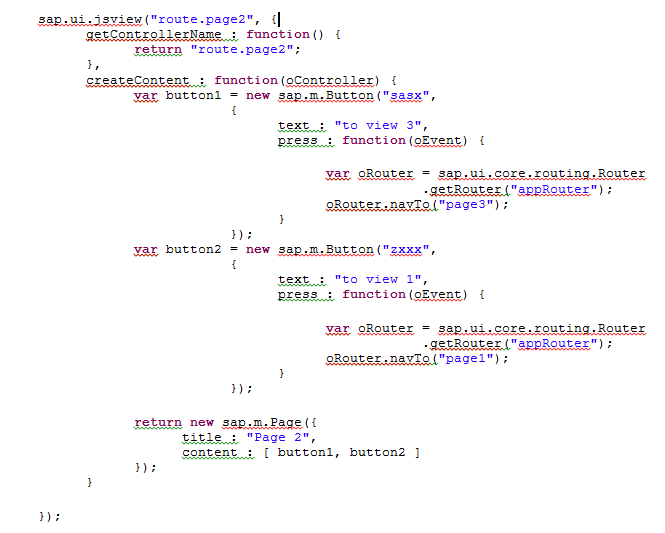 sap.ui.jsview("route.page2", {
getControllerName : function() {
return "route.page2";
},
createContent : function(oController) {
var button1 = new sap.m.Button("sasx",
{
text : "to view 3",
press : function(oEvent) {
var oRouter = sap.ui.core.routing.Router
.getRouter("appRouter");
oRouter.navTo("page3");
}
});
var button2 = new sap.m.Button("zxxx",
{
text : "to view 1",
press : function(oEvent) {
var oRouter = sap.ui.core.routing.Router
.getRouter("appRouter");
oRouter.navTo("page1");
}
});
return new sap.m.Page({
title : "Page 2",
content : [ button1, button2 ]
});
}
});